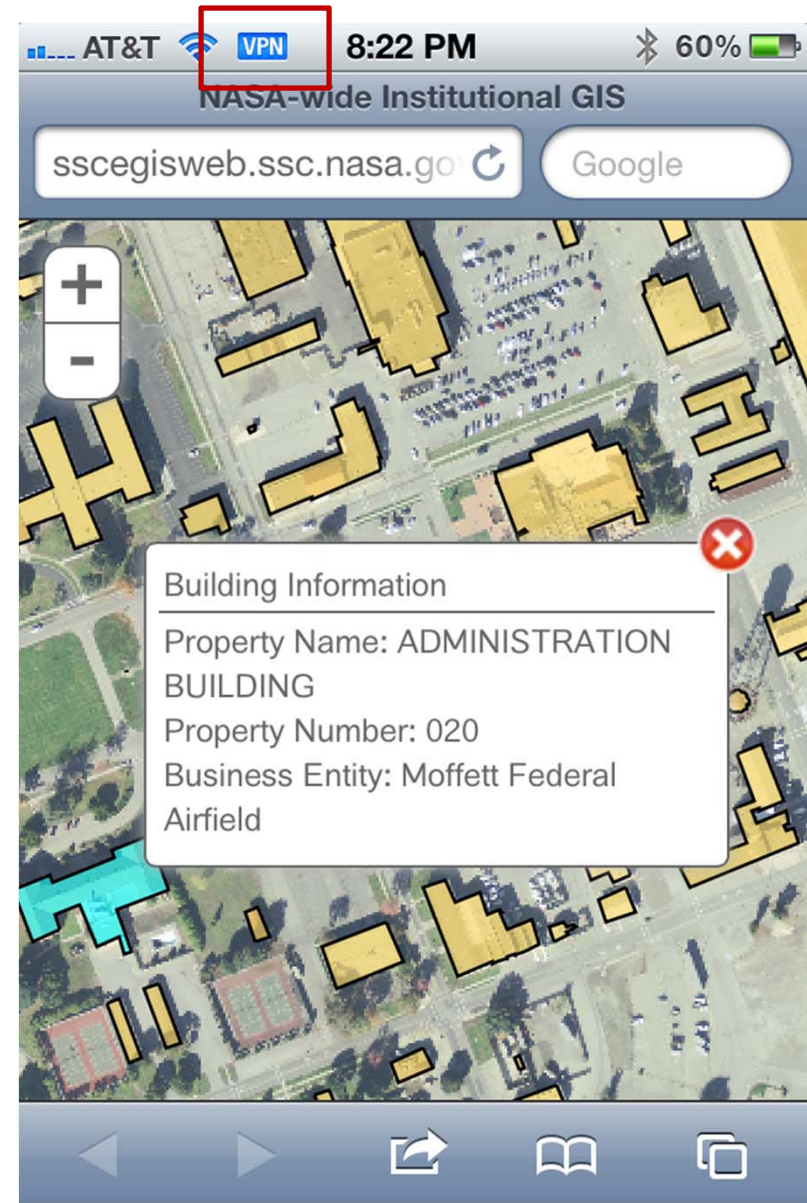 AT&T VPN 8:22 PM 60%
NASA-wide Institutional GIS
sscegisweb.ssc.nasa.go Google
+
-
Building Information
Property Name: ADMINISTRATION
BUILDING
Property Number: 020
Business Entity: Moffett Federal
Airfield